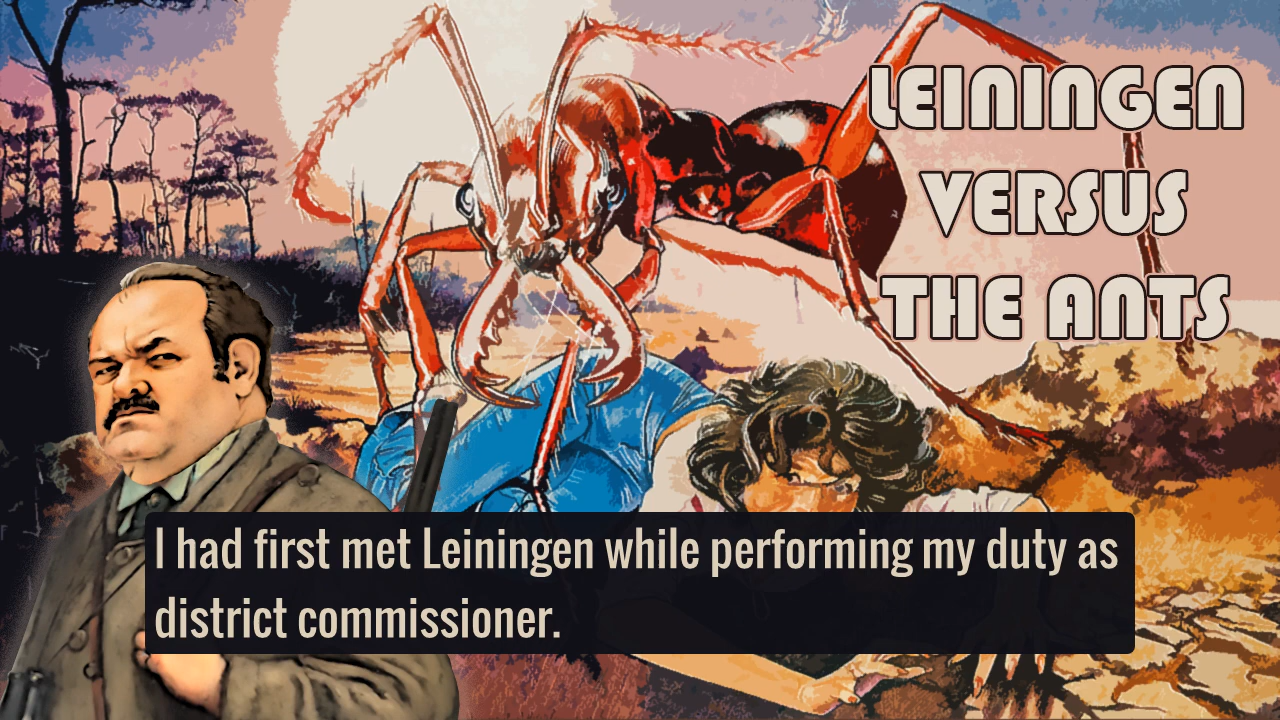 LEININGEN
VERSUS
THE ANTS
I had first met Leiningen while performing my duty as
district commissioner.